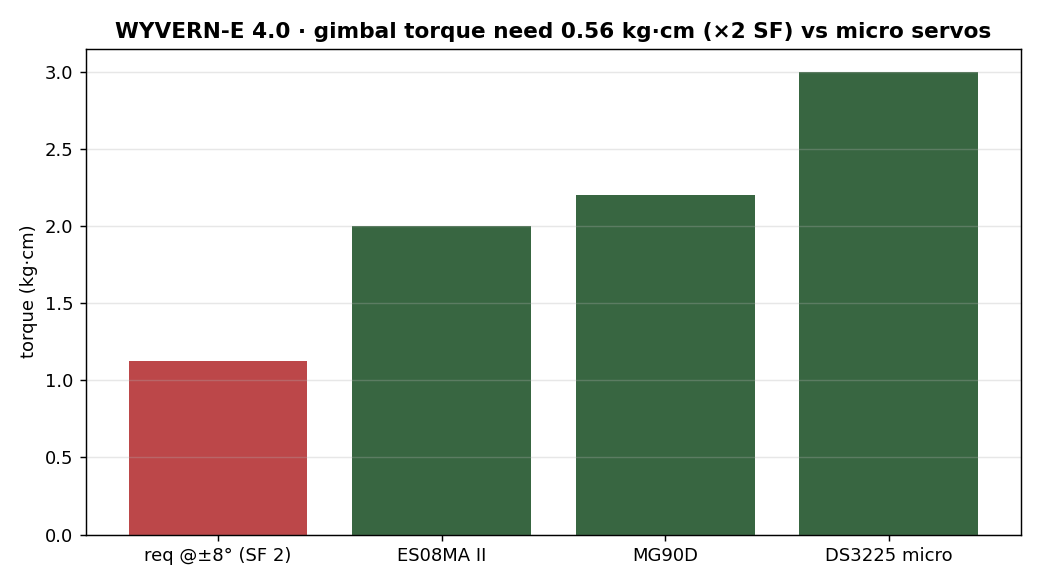 WYVERN-E 4.0 · gimbal torque need 0.56 kg·cm (×2 SF) vs micro servos
torque (kg·cm)
3.0
2.5
2.0
1.5
1.0
0.5
0.0
req @±8° (SF 2)
ES08MA II
MG90D
DS3225 micro